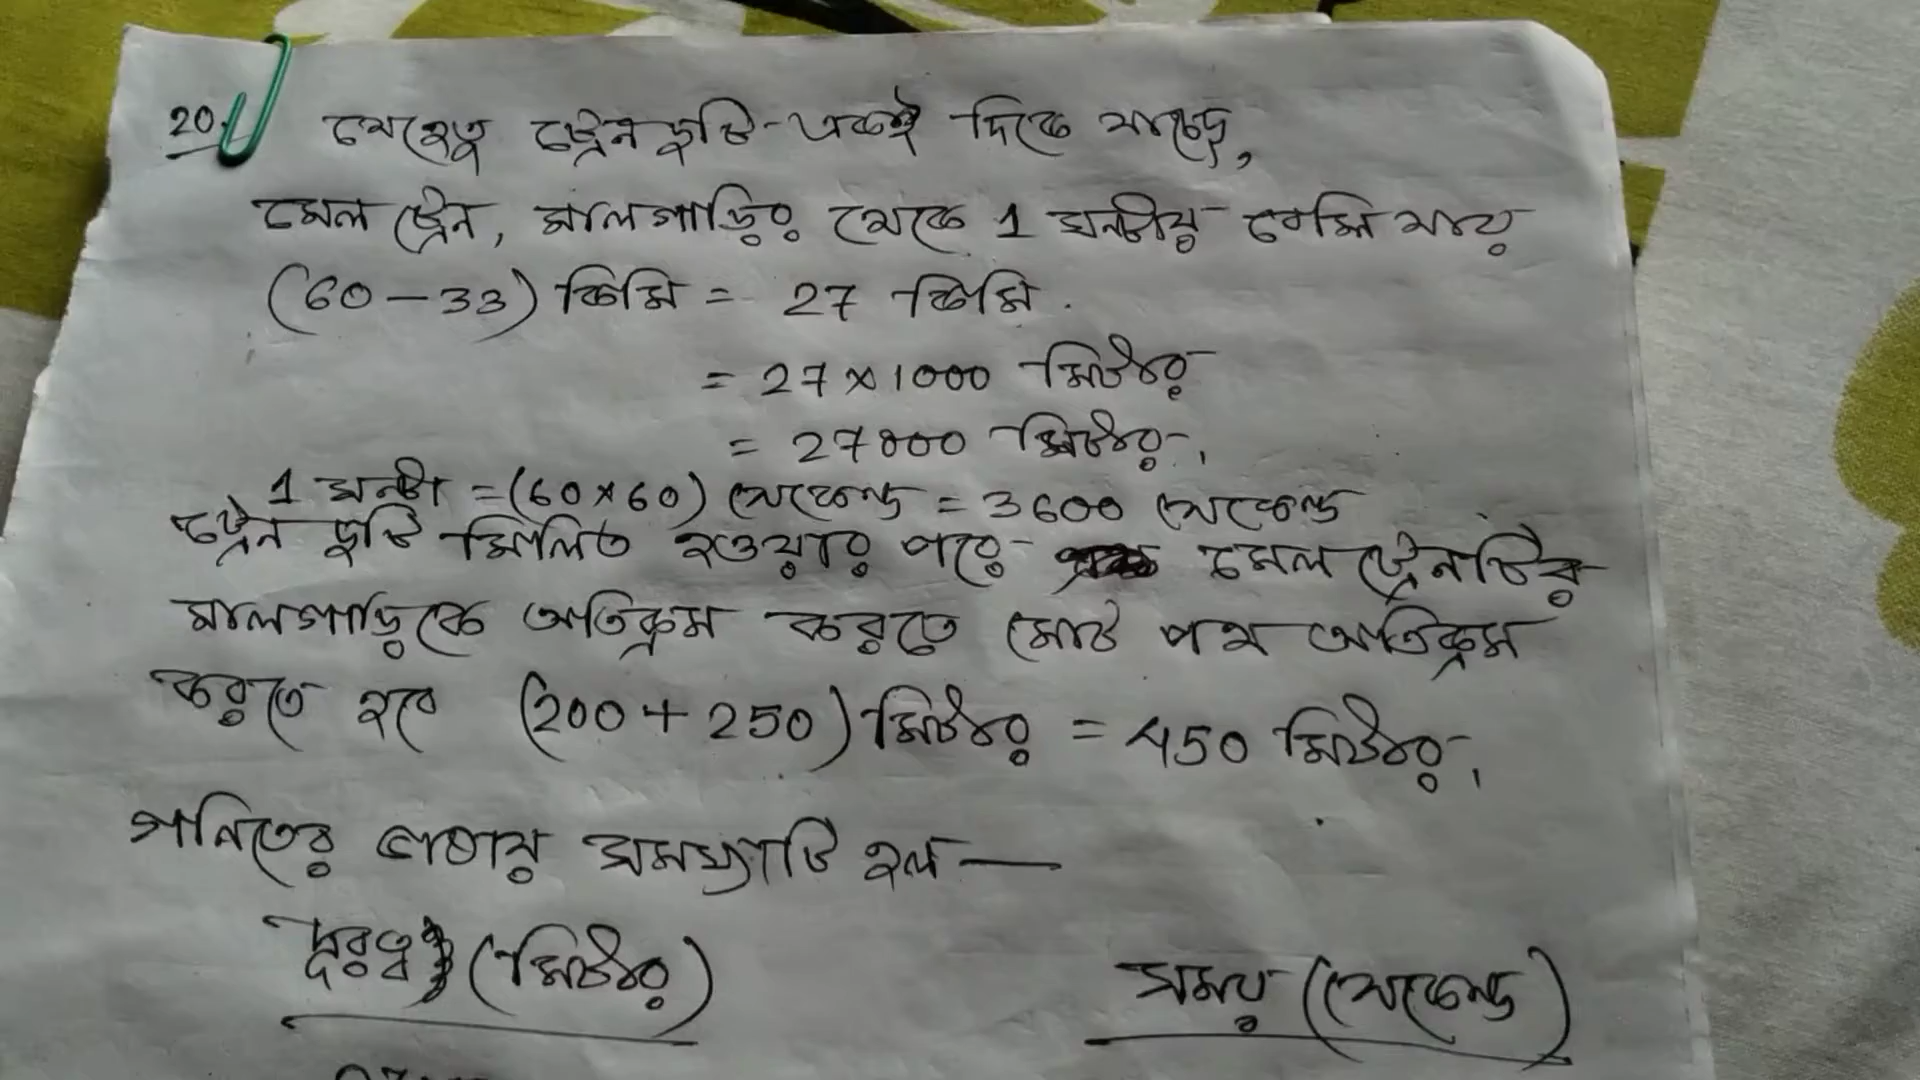 20. যেহেতু ট্রেন দুটি একই দিকে যাচ্ছে,
মেল ট্রেন, মালগাড়ির থেকে 1 ঘন্টায় বেশি যায়
(60 - 33) কিমি = 27 কিমি.
= 27 × 1000 মিটার
= 27000 মিটার।
1 ঘন্টা = (60 × 60) সেকেন্ড = 3600 সেকেন্ড
ট্রেন দুটি মিলিত হওয়ার পরে মেল ট্রেনটির
মালগাড়িকে অতিক্রম করতে মোট পথ অতিক্রম
করতে হবে (200 + 250) মিটার = 450 মিটার।
গনিতের ভাষায় সমস্যাটি হল —
দূরত্ব (মিটার) সময় (সেকেন্ড)